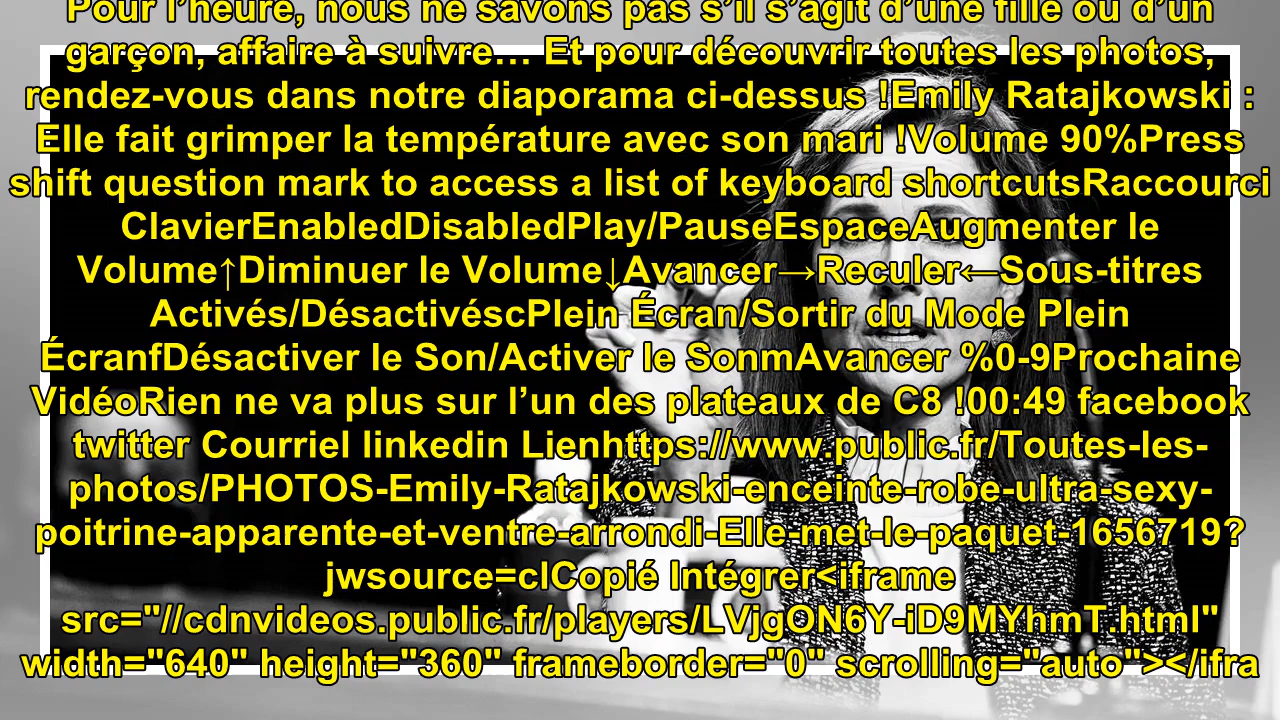 Pour l’heure, nous ne savons pas s’il s’agit d’une fille ou d’un
garçon, affaire à suivre… Et pour découvrir toutes les photos,
rendez-vous dans notre diaporama ci-dessus !Emily Ratajkowski :
Elle fait grimper la température avec son mari !Volume 90%Press
shift question mark to access a list of keyboard shortcutsRaccourci
ClavierEnabledDisabledPlay/PauseEspaceAugmenter le
Volume↑Diminuer le Volume↓Avancer→Reculer←Sous-titres
Activés/DésactivéscPlein Écran/Sortir du Mode Plein
ÉcranfDésactiver le Son/Activer le SonmAvancer %0-9Prochaine
VidéoRien ne va plus sur l’un des plateaux de C8 !00:49 facebook
twitter Courriel linkedin Lienhttps://www.public.fr/Toutes-les-
photos/PHOTOS-Emily-Ratajkowski-enceinte-robe-ultra-sexy-
poitrine-apparente-et-ventre-arrondi-Elle-met-le-paquet-1656719?
jwsource=clCopié Intégrer<iframe
src="//cdnvideos.public.fr/players/LVjgON6Y-iD9MYhmT.html"
width="640" height="360" frameborder="0" scrolling="auto"></ifra